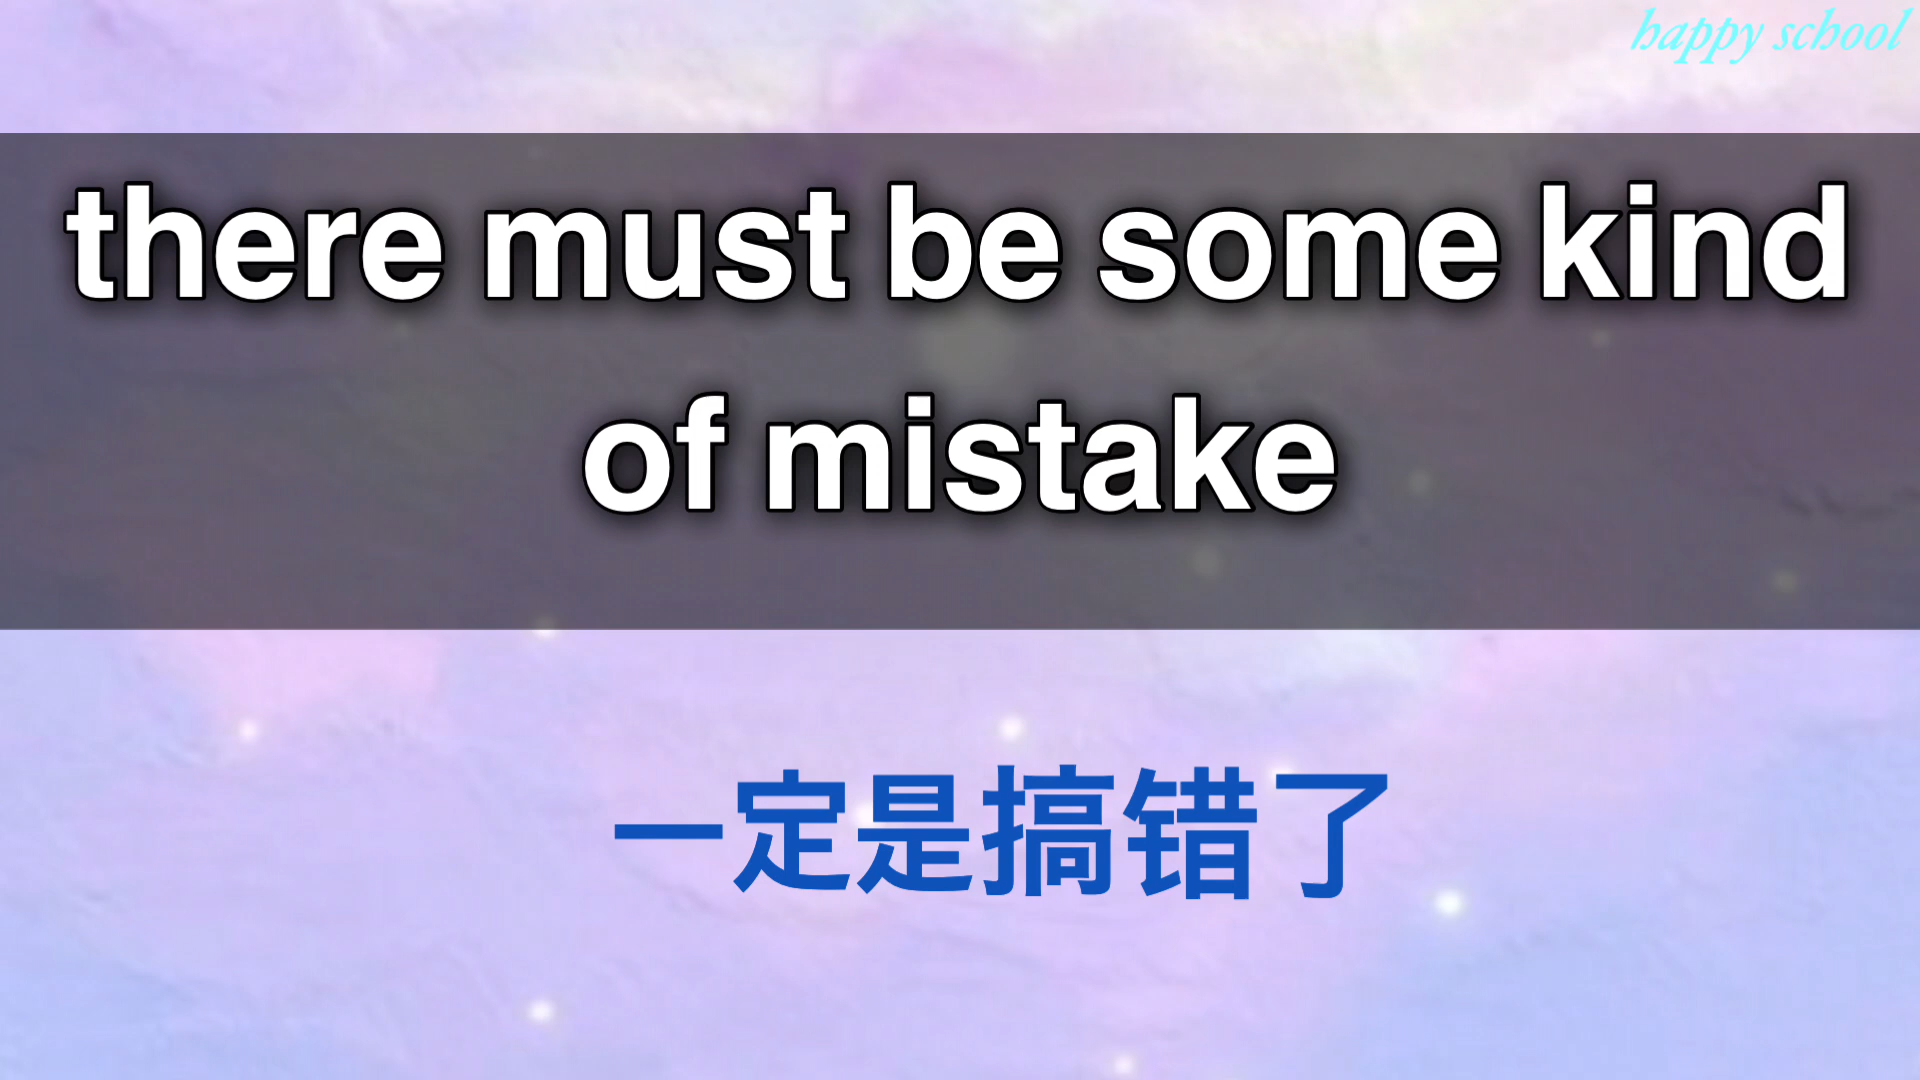 happy school
there must be some kind
of mistake
一定是搞错了